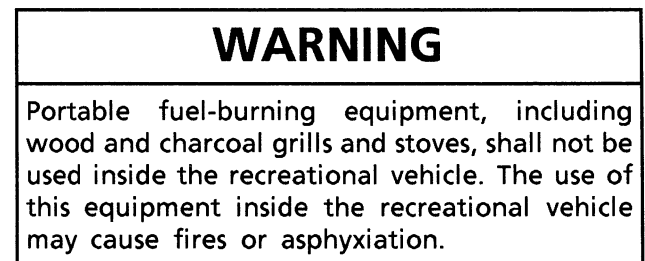 WARNING
Portable fuel-burning equipment, including
wood and charcoal grills and stoves, shall not be
used inside the recreational vehicle. The use of
this equipment inside the recreational vehicle
may cause fires or asphyxiation.